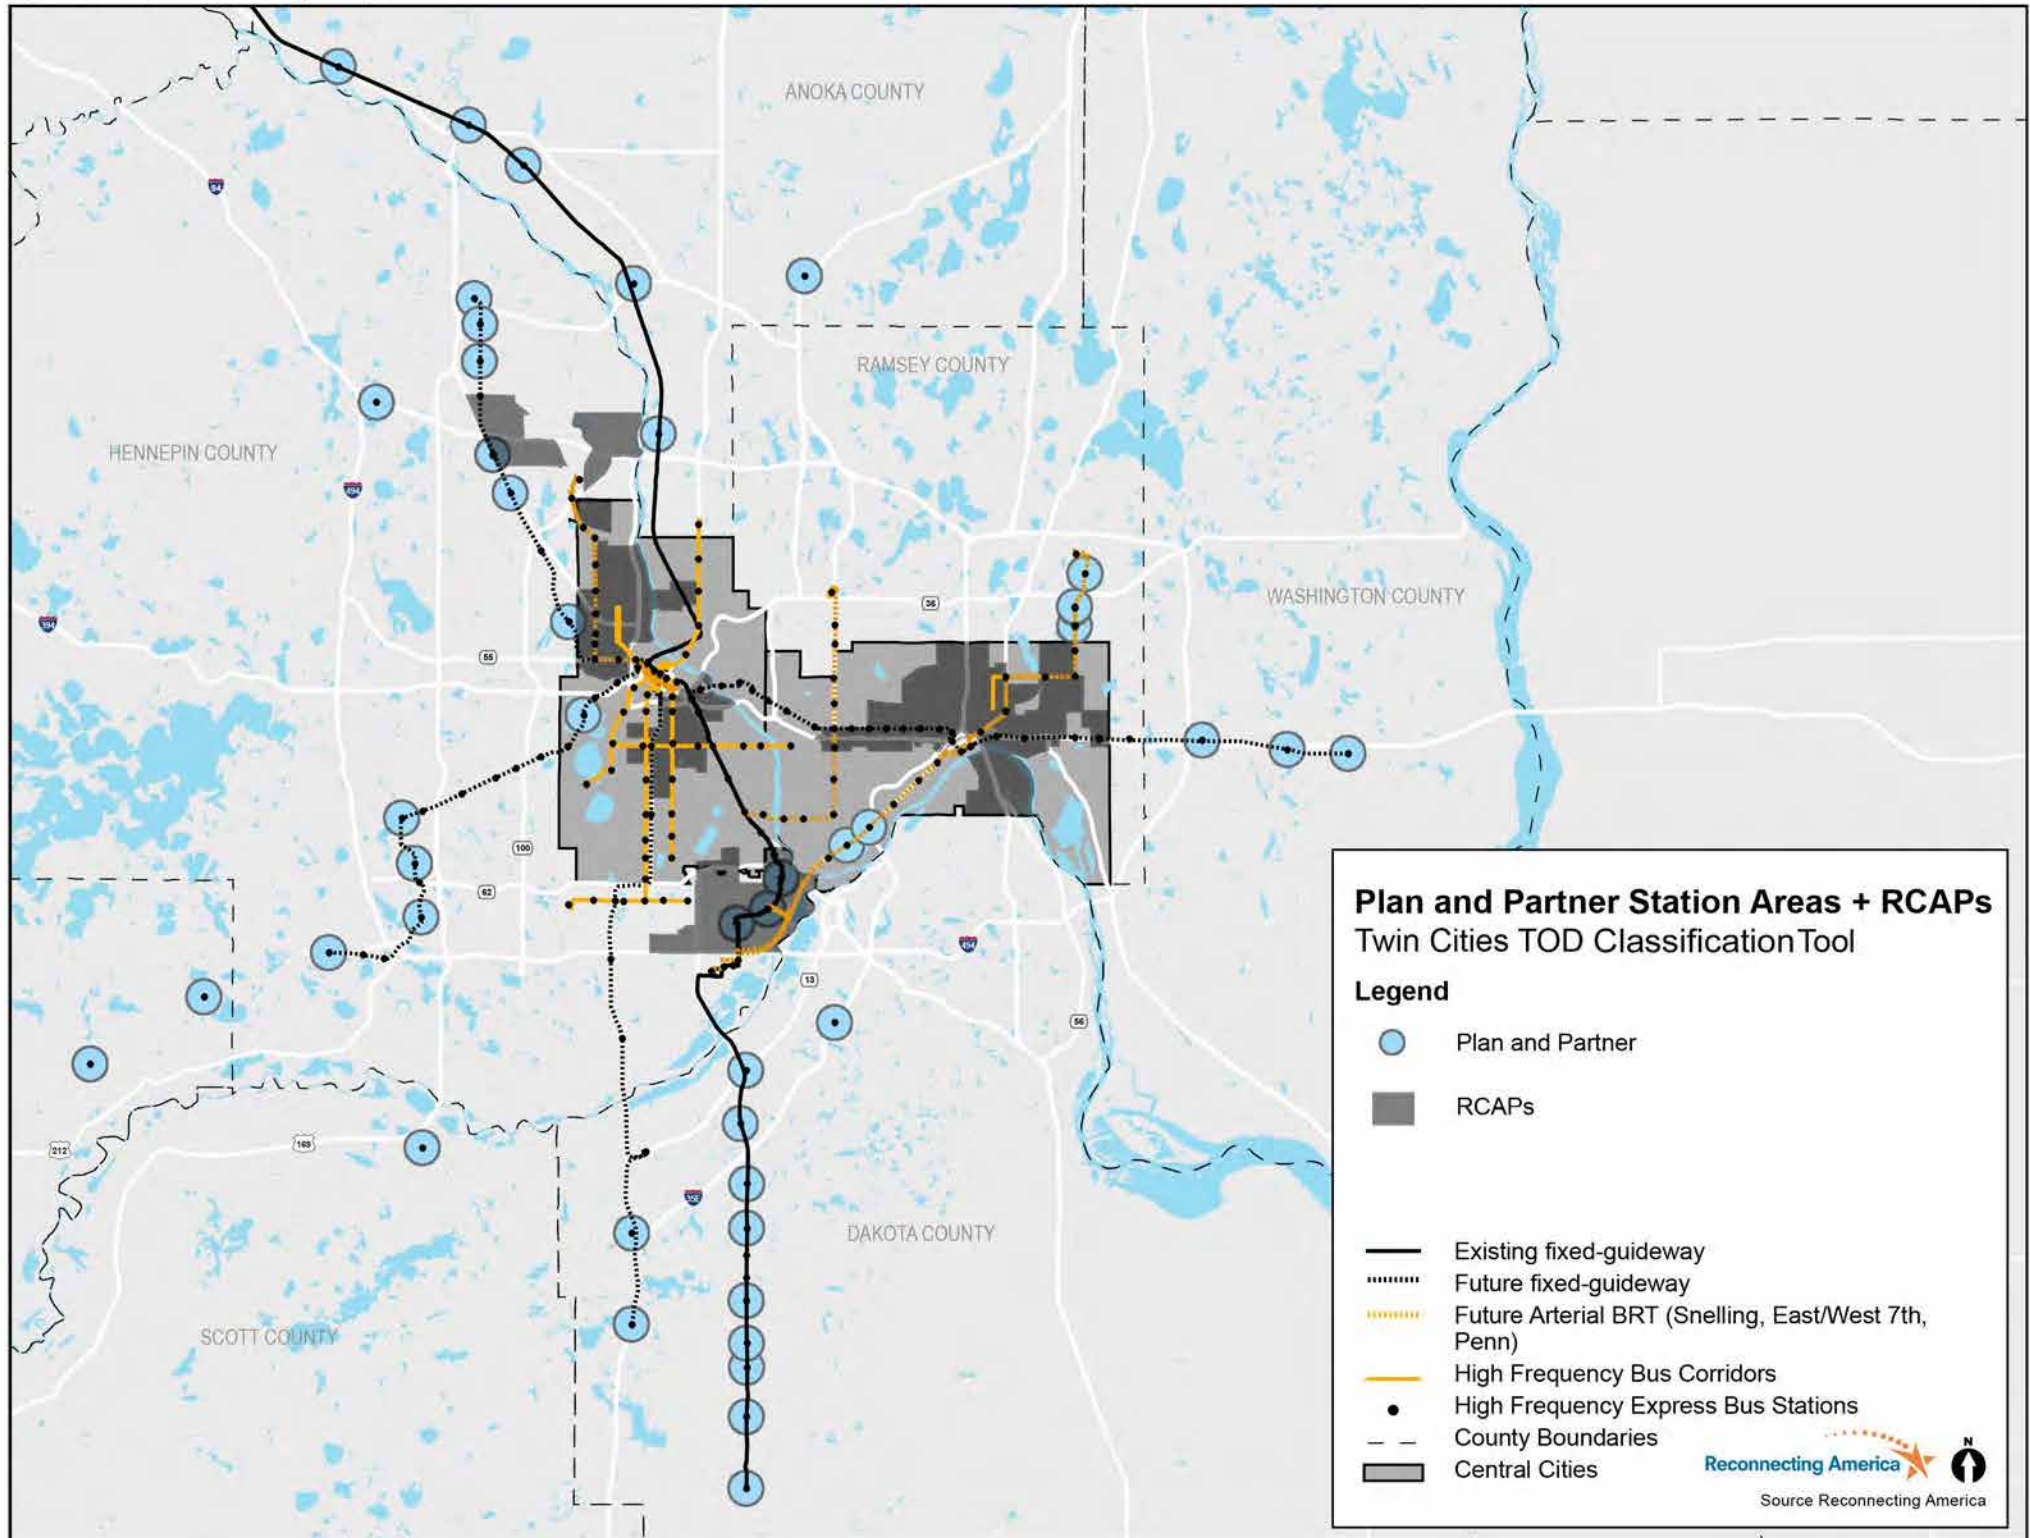 ANOKA COUNTY
94
RAMSEY COUNTY
HENNEPIN COUNTY
494
WASHINGTON COUNTY
36
394
55
100
62
494
13
56
212
169
35E
DAKOTA COUNTY
SCOTT COUNTY
Plan and Partner Station Areas + RCAPs
Twin Cities TOD Classification Tool
Legend
Plan and Partner
RCAPs
Existing fixed-guideway
Future fixed-guideway
Future Arterial BRT (Snelling, East/West 7th,
Penn)
High Frequency Bus Corridors
High Frequency Express Bus Stations
County Boundaries
Central Cities
Reconnecting America
N
Source Reconnecting America